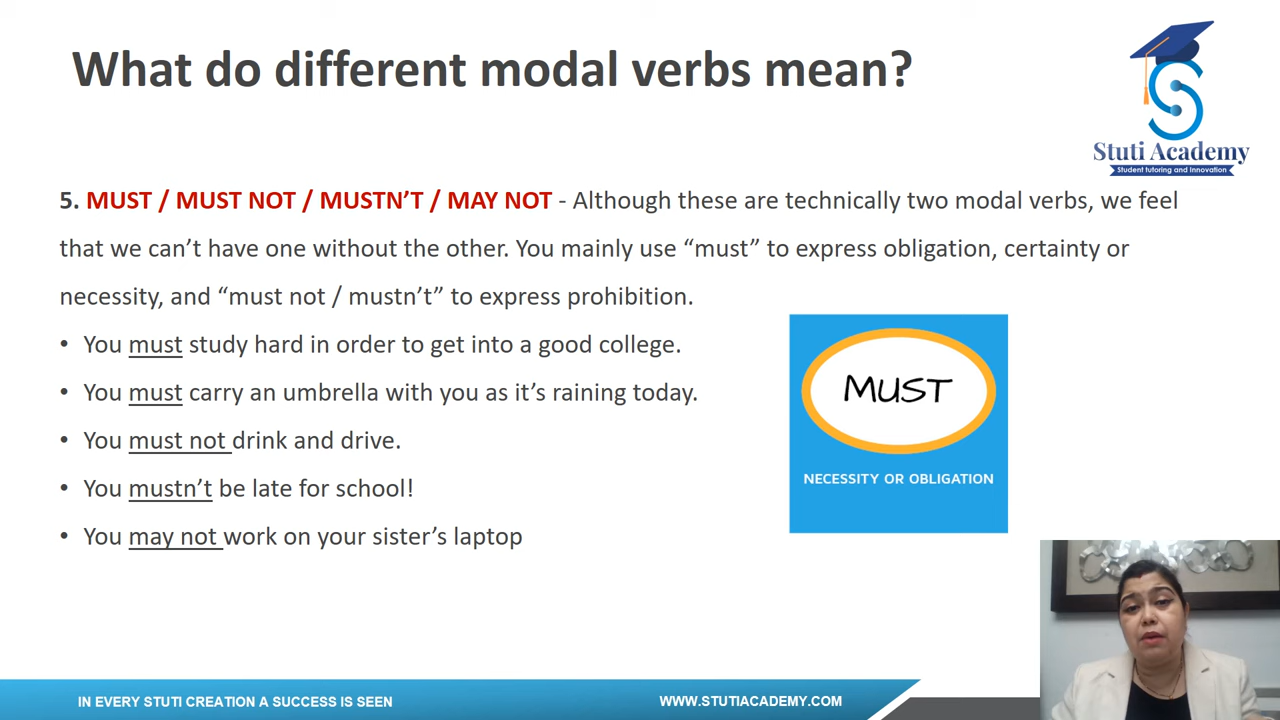 What do different modal verbs mean?
Stuti Academy
Student tutoring and Innovation
5. MUST / MUST NOT / MUSTN’T / MAY NOT - Although these are technically two modal verbs, we feel
that we can’t have one without the other. You mainly use “must” to express obligation, certainty or
necessity, and “must not / mustn’t” to express prohibition.
• You must study hard in order to get into a good college.
• You must carry an umbrella with you as it’s raining today.
• You must not drink and drive.
• You mustn’t be late for school!
• You may not work on your sister’s laptop
MUST
NECESSITY OR OBLIGATION
IN EVERY STUTI CREATION A SUCCESS IS SEEN
WWW.STUTIACADEMY.COM